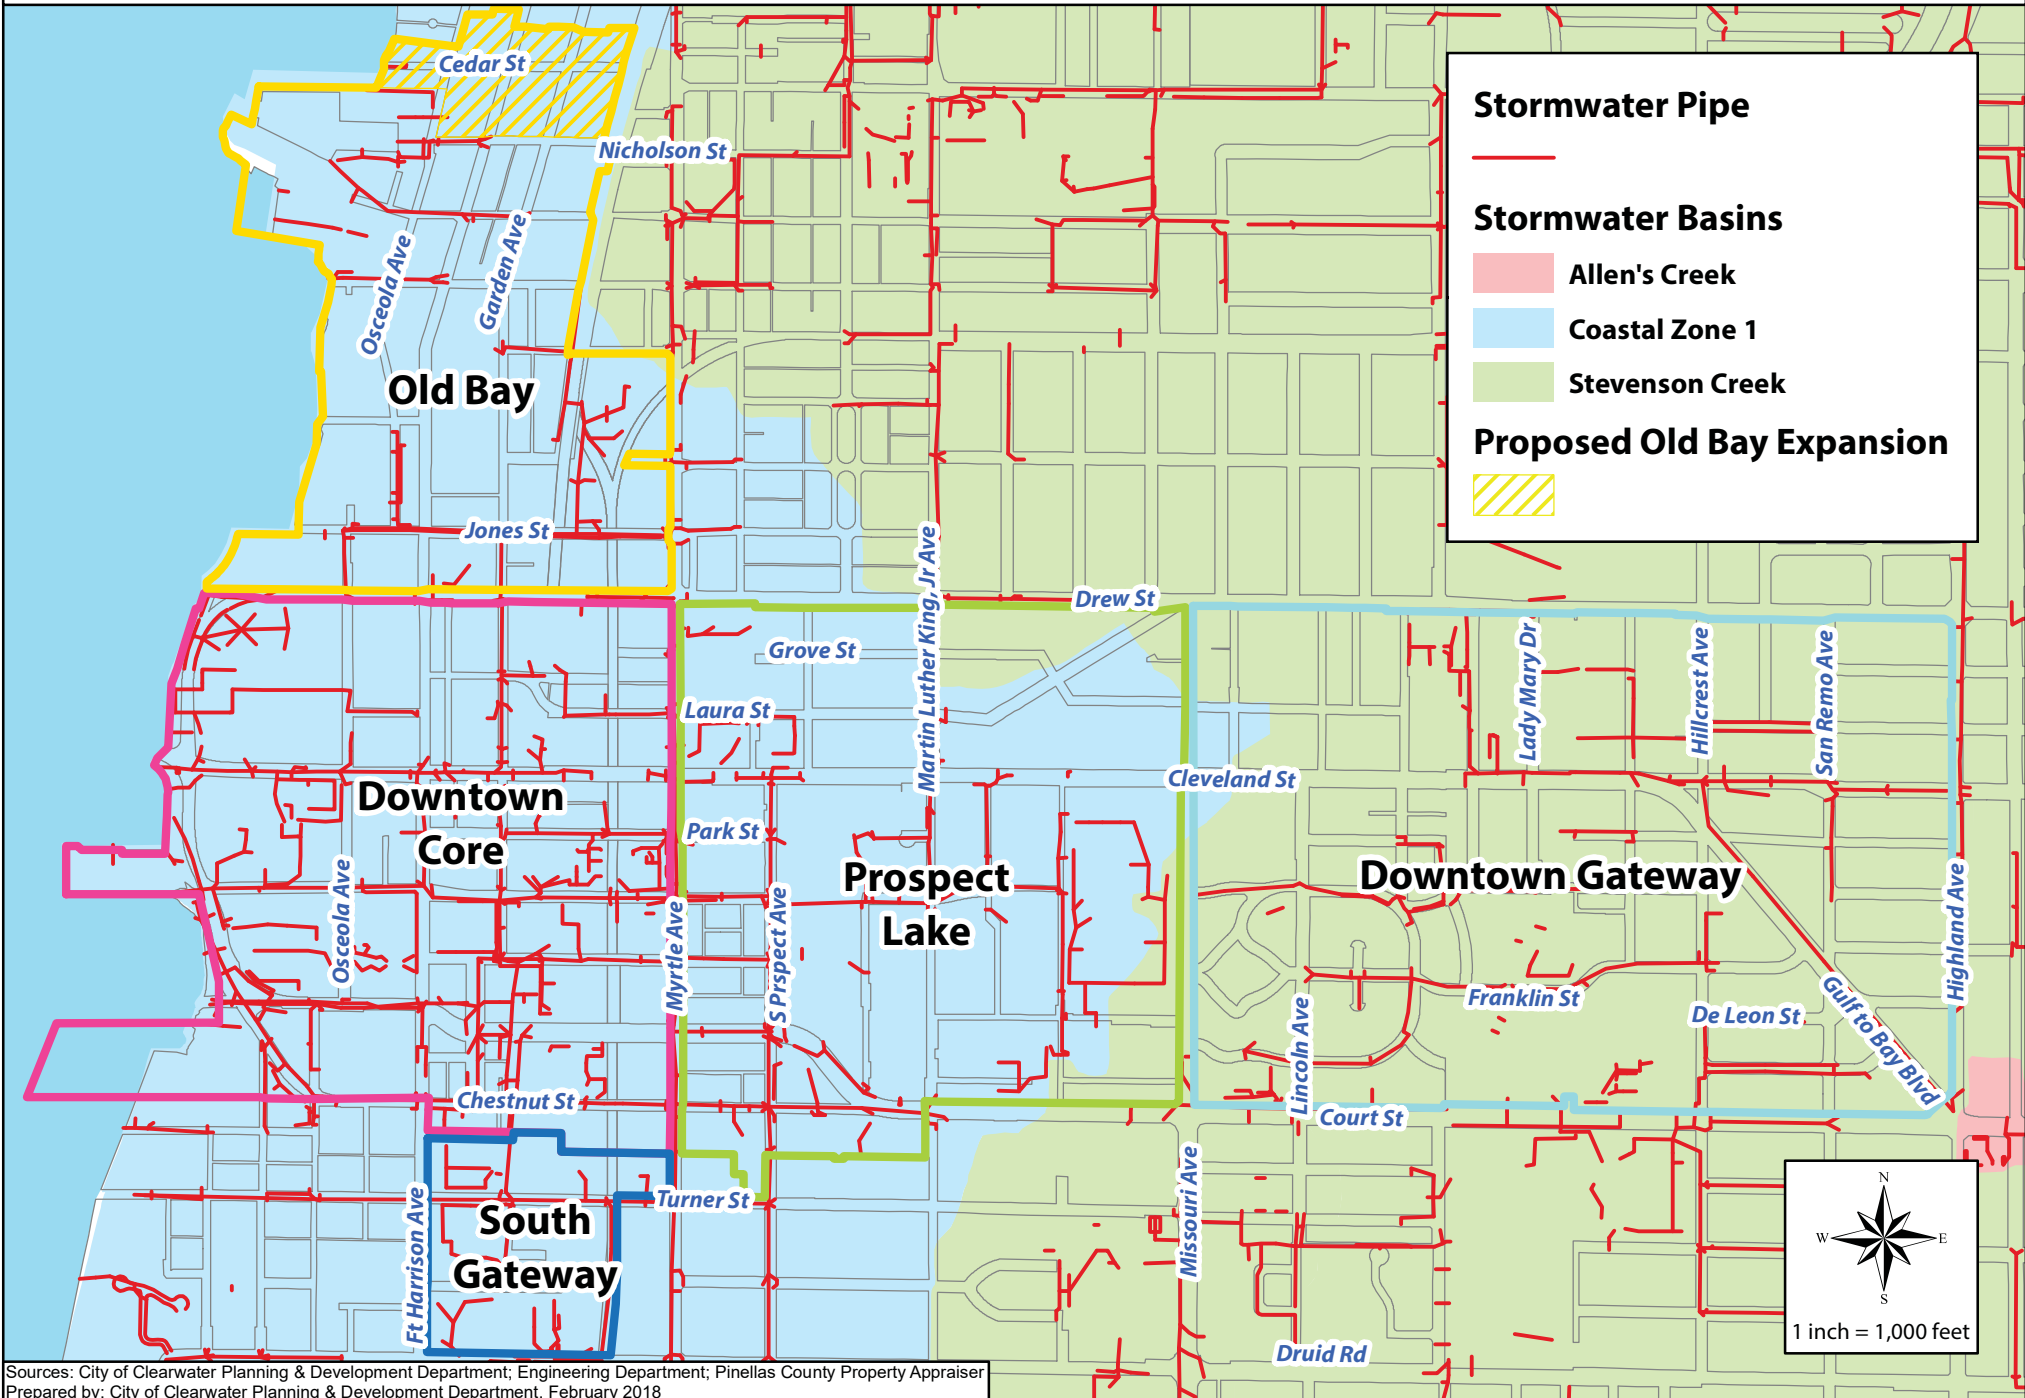 Cedar St
Nicholson St
Osceola Ave
Garden Ave
Old Bay
Jones St
Stormwater Pipe
Stormwater Basins
Allen's Creek
Coastal Zone 1
Stevenson Creek
Proposed Old Bay Expansion
Drew St
Martin Luther King, Jr Ave
Grove St
Laura St
Lady Mary Dr
Hillcrest Ave
San Remo Ave
Cleveland St
Downtown
Core
Park St
Prospect
Lake
Downtown Gateway
Osceola Ave
Myrtle Ave
S Prspect Ave
Highland Ave
Franklin St
De Leon St
Gulf to Bay Blvd
Lincoln Ave
Chestnut St
Court St
Turner St
Missouri Ave
Ft Harrison Ave
South
Gateway
Druid Rd
N
W
E
S
1 inch = 1,000 feet
Sources: City of Clearwater Planning & Development Department; Engineering Department; Pinellas County Property Appraiser
Prepared by: City of Clearwater Planning & Development Department, February 2018